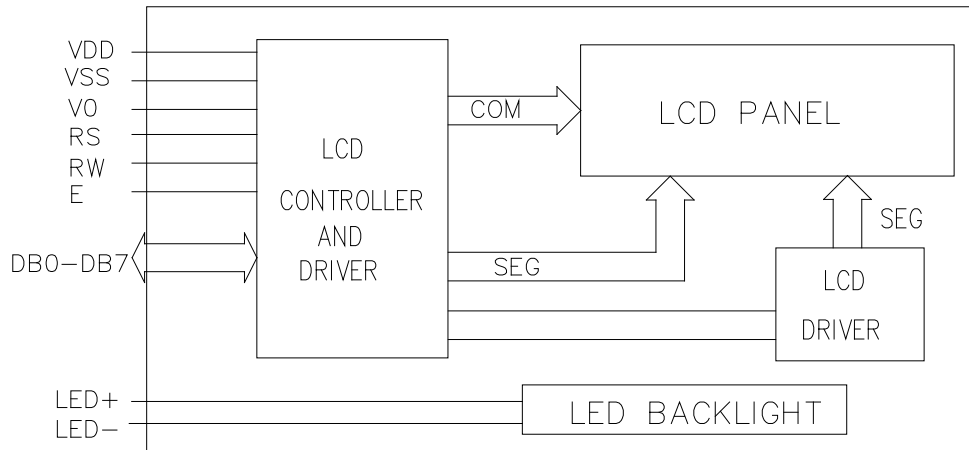 VDD
VSS
V0
RS
RW
E
DB0-DB7
LED+
LED-
LCD
CONTROLLER
AND
DRIVER
COM
SEG
LCD PANEL
SEG
LCD
DRIVER
LED BACKLIGHT